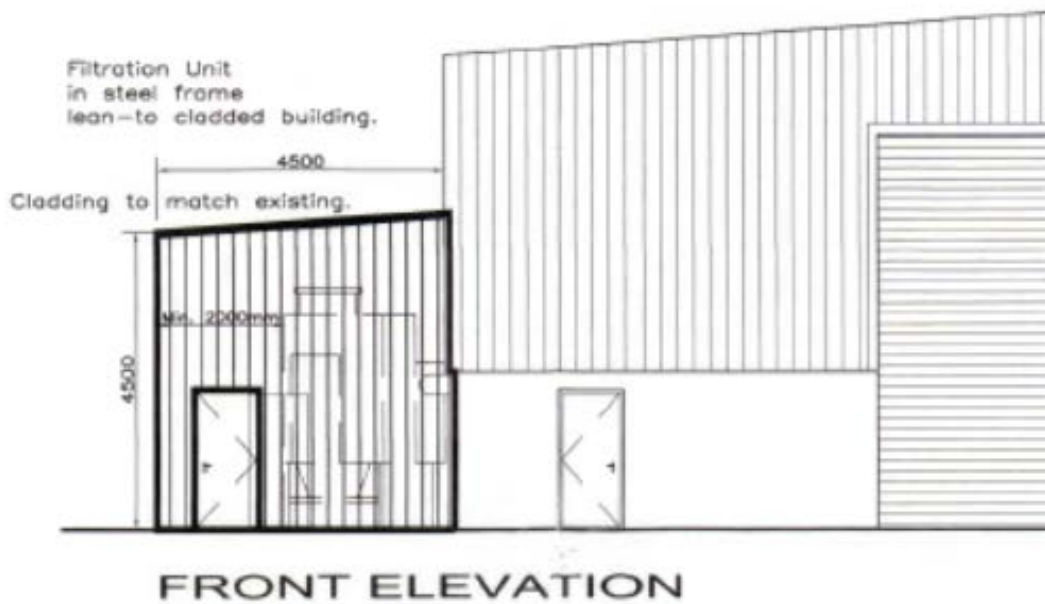 Filtration Unit
in steel frame
lean-to cladded building.
4500
Cladding to match existing.
Min. 2000mm
4500
FRONT ELEVATION